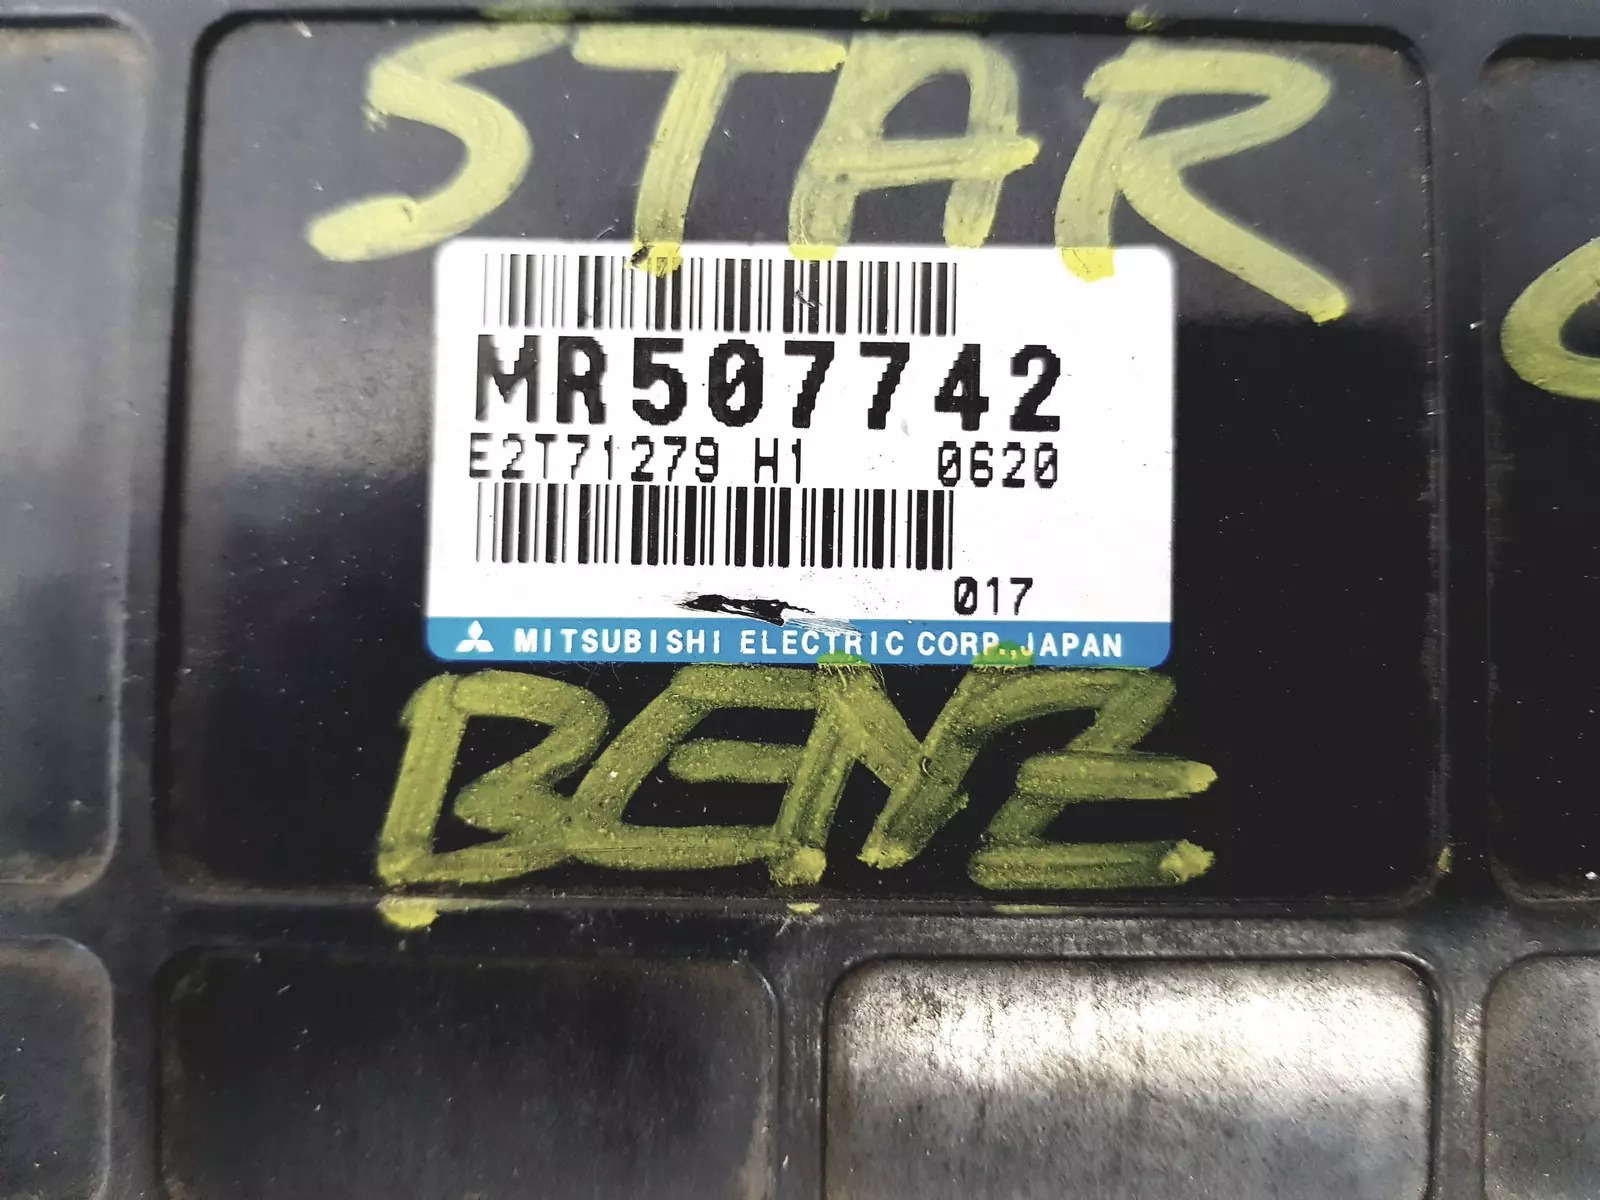 STAR
MR507742
E2T71279 H1 0620
017
MITSUBISHI ELECTRIC CORP., JAPAN
BENZ